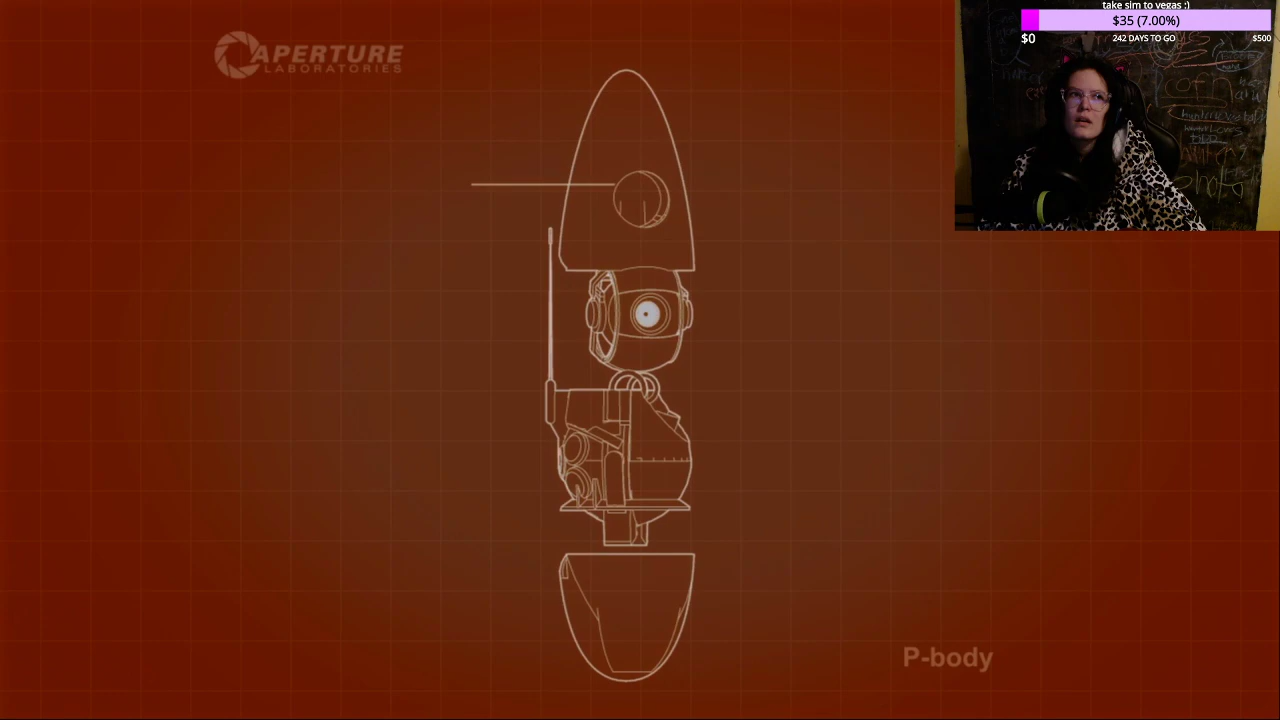 take sim to vegas :)
$35 (7.00%)
$0
242 DAYS TO GO
$500
APERTURE
LABORATORIES
P-body